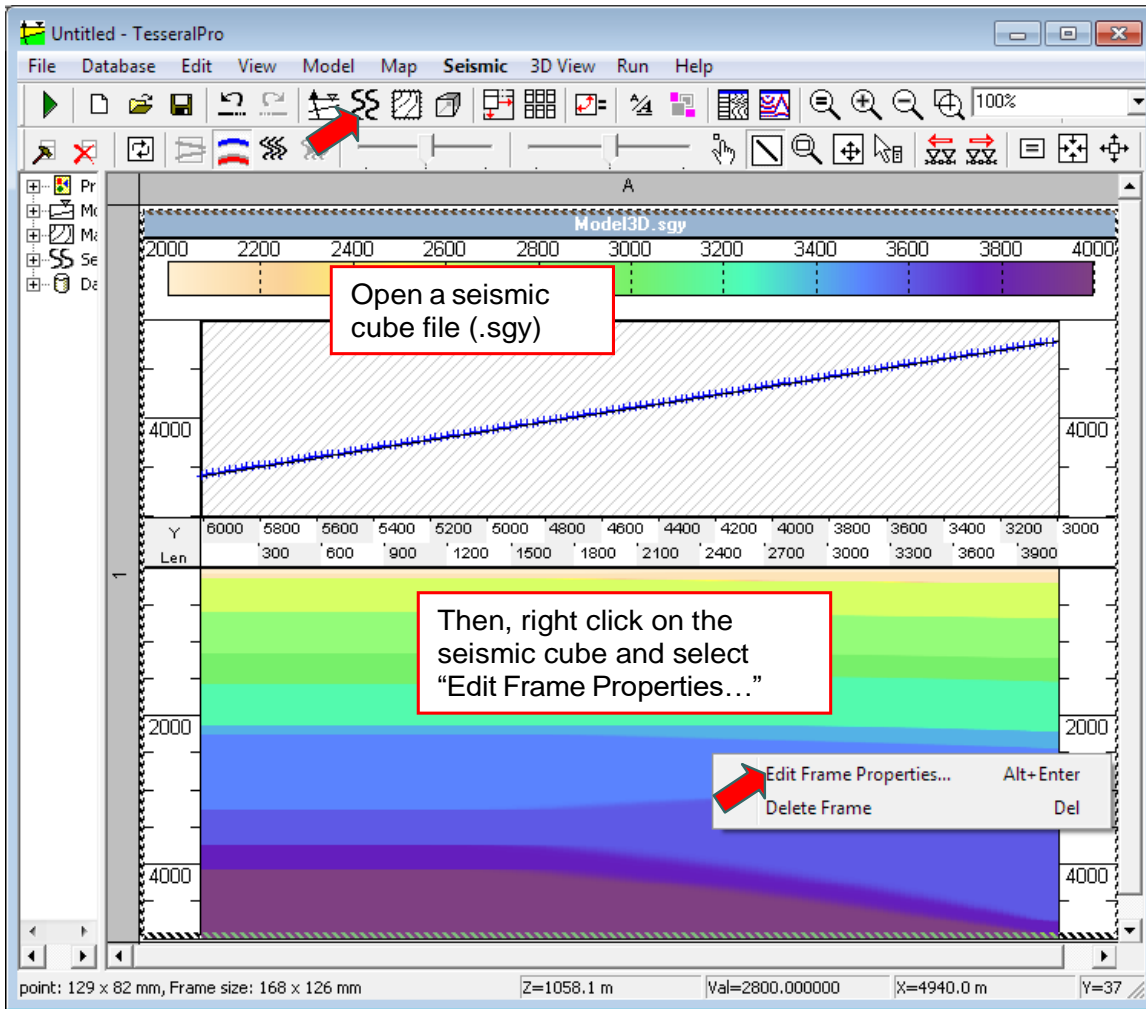 Untitled - TesseralPro
File Database Edit View Model Map Seismic 3D View Run Help
100%
Pr
Mc
Ma
Se
Da
A
Model3D.sgy
2000 2200 2400 2600 2800 3000 3200 3400 3600 3800 4000
Open a seismic
cube file (.sgy)
4000 4000
Y 6000 5800 5600 5400 5200 5000 4800 4600 4400 4200 4000 3800 3600 3400 3200 3000
Len 300 600 900 1200 1500 1800 2100 2400 2700 3000 3300 3600 3900
1
Then, right click on the
seismic cube and select
“Edit Frame Properties…”
2000 2000
Edit Frame Properties... Alt+Enter
Delete Frame Del
4000 4000
point: 129 x 82 mm, Frame size: 168 x 126 mm Z=1058.1 m Val=2800.000000 X=4940.0 m Y=37